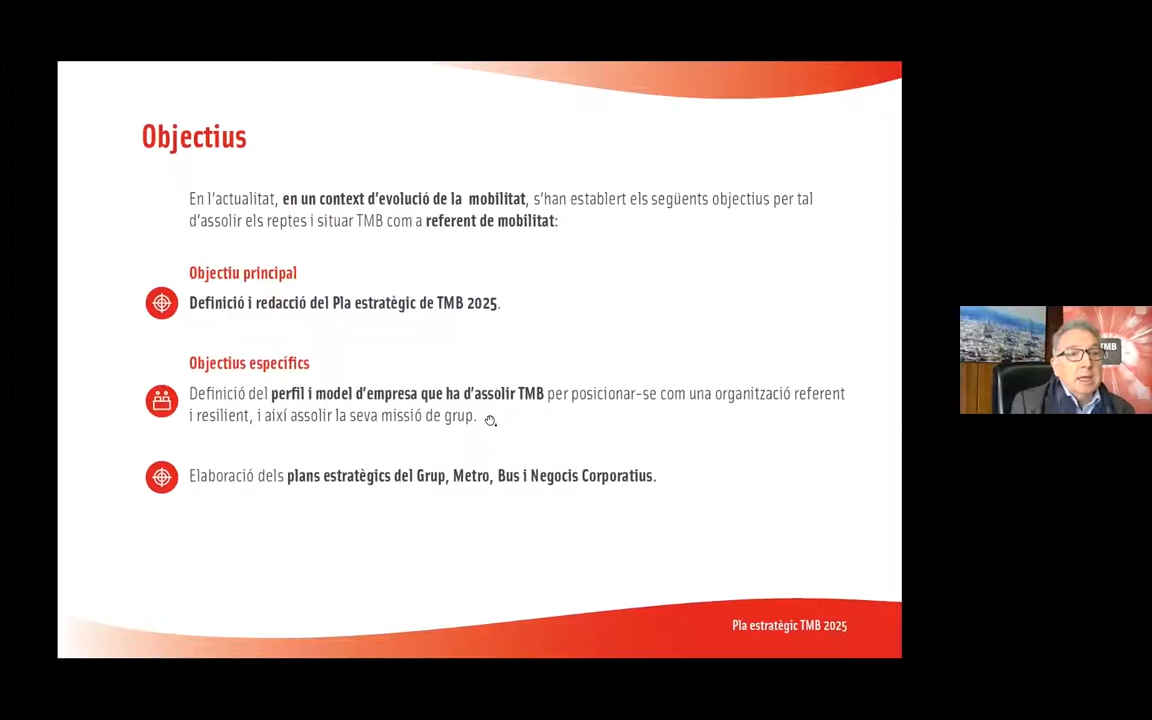 Objectius
En l'actualitat, en un context d'evolució de la mobilitat, s'han establert els següents objectius per tal
d'assolir els reptes i situar TMB com a referent de mobilitat:
Objectiu principal
Definició i redacció del Pla estratègic de TMB 2025.
Objectius específics
Definició del perfil i model d'empresa que ha d'assolir TMB per posicionar-se com una organització referent
i resilient, i així assolir la seva missió de grup.
Elaboració dels plans estratègics del Grup, Metro, Bus i Negocis Corporatius.
Pla estratègic TMB 2025
TMB